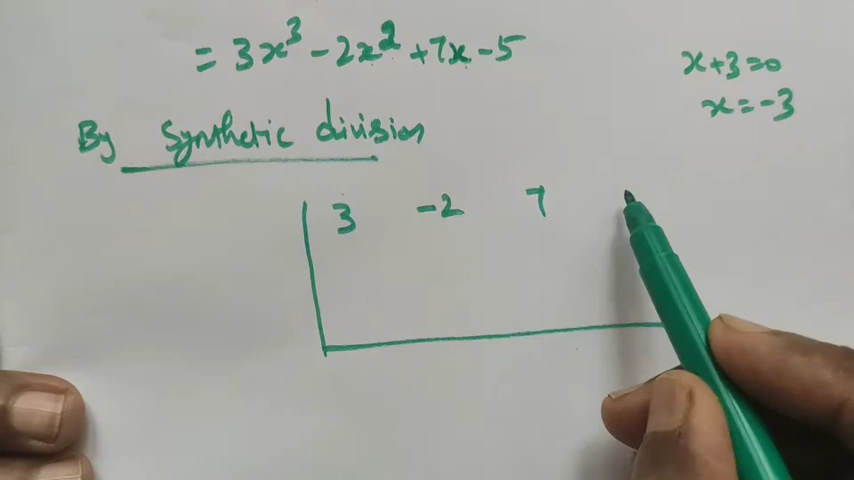 = 3x³ - 2x² + 7x - 5
x+3=0
x=-3
By Synthetic division
3 -2 7